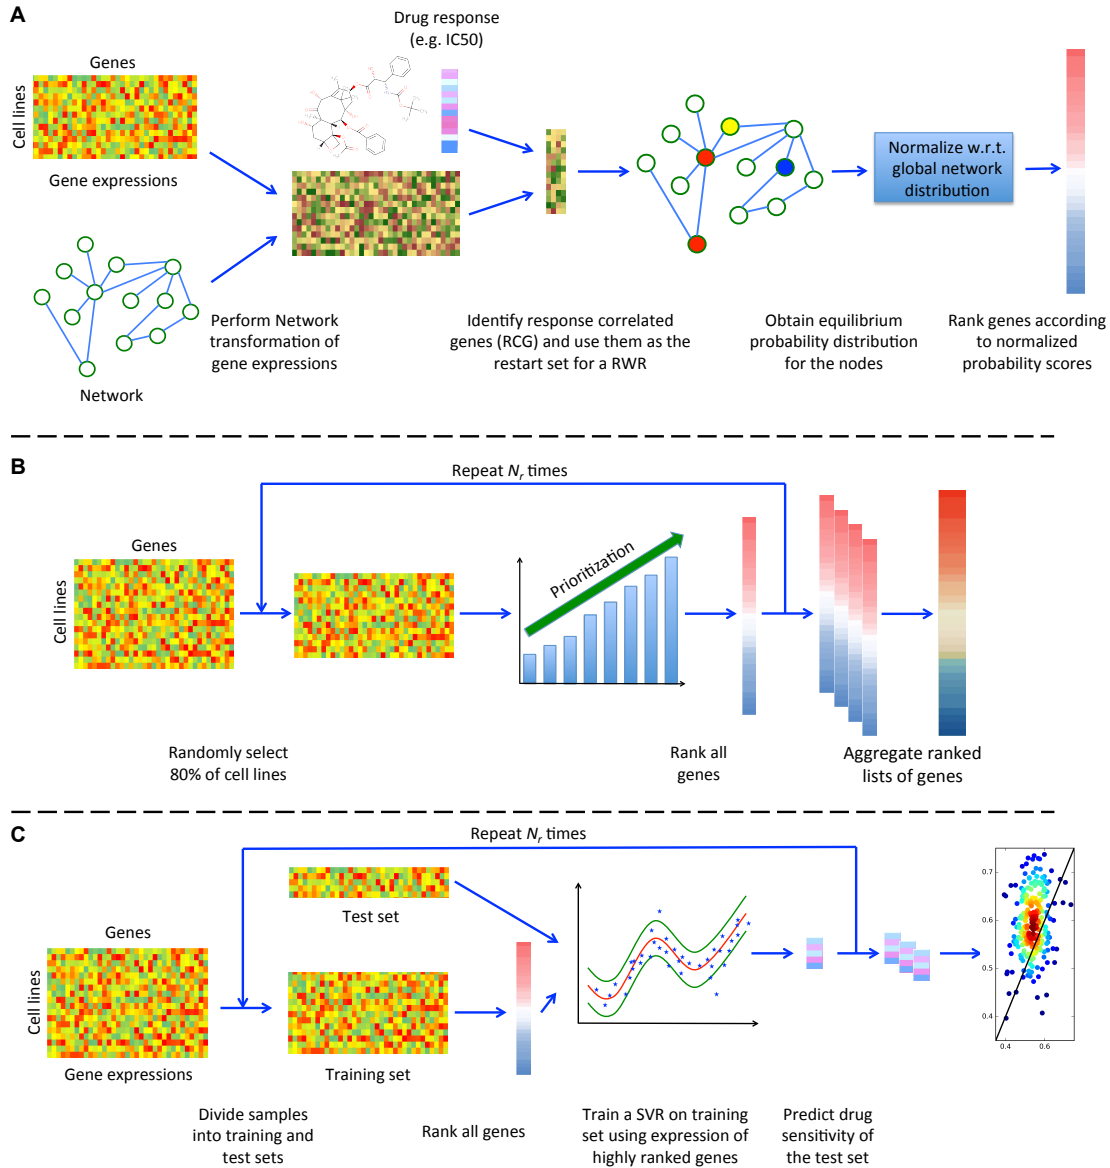 A
Drug response
(e.g. IC50)
Genes
Cell lines
Gene expressions
Network
Perform Network
transformation of
gene expressions
Identify response correlated
genes (RCG) and use them as the
restart set for a RWR
Obtain equilibrium
probability distribution
for the nodes
Normalize w.r.t.
global network
distribution
Rank genes according
to normalized
probability scores
B
Repeat Nr times
Genes
Cell lines
Prioritization
Randomly select
80% of cell lines
Rank all
genes
Aggregate ranked
lists of genes
C
Repeat Nr times
Test set
Genes
Cell lines
Gene expressions
Training set
Divide samples
into training and
test sets
Rank all genes
Train a SVR on training
set using expression of
highly ranked genes
Predict drug
sensitivity of
the test set
0.7
0.6
0.5
0.4
0.4 0.6